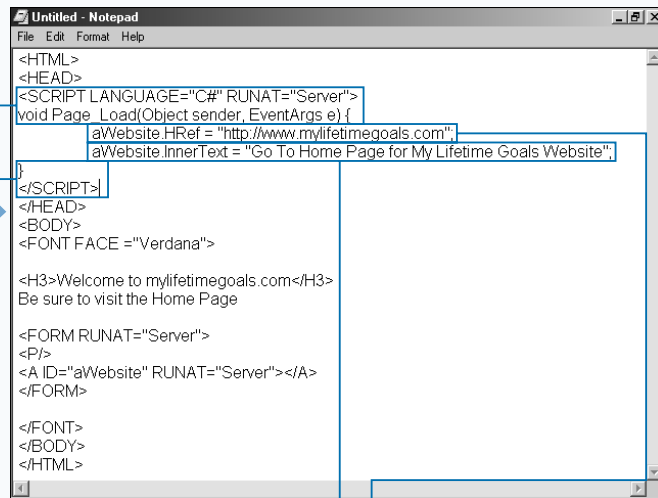 Untitled - Notepad
File Edit Format Help
<HTML>
<HEAD>
<SCRIPT LANGUAGE="C#" RUNAT="Server">
void Page_Load(Object sender, EventArgs e) {
aWebsite.HRef = "http://www.mylifetimegoals.com";
aWebsite.InnerText = "Go To Home Page for My Lifetime Goals Website";
}
</SCRIPT>
</HEAD>
<BODY>
<FONT FACE ="Verdana">

<H3>Welcome to mylifetimegoals.com</H3>
Be sure to visit the Home Page

<FORM RUNAT="Server">
<P/>
<A ID="aWebsite" RUNAT="Server"></A>
</FORM>

</FONT>
</BODY>
</HTML>